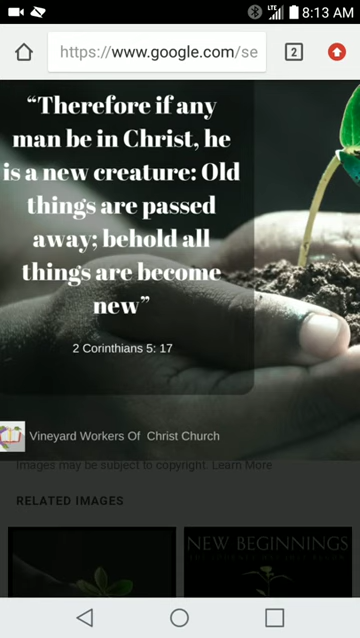 LTE 8:13 AM
https://www.google.com/se 2
“Therefore if any
man be in Christ, he
is a new creature: Old
things are passed
away; behold all
things are become
new”
2 Corinthians 5: 17
Vineyard Workers Of Christ Church
Images may be subject to copyright. Learn More
RELATED IMAGES
NEW BEGINNINGS